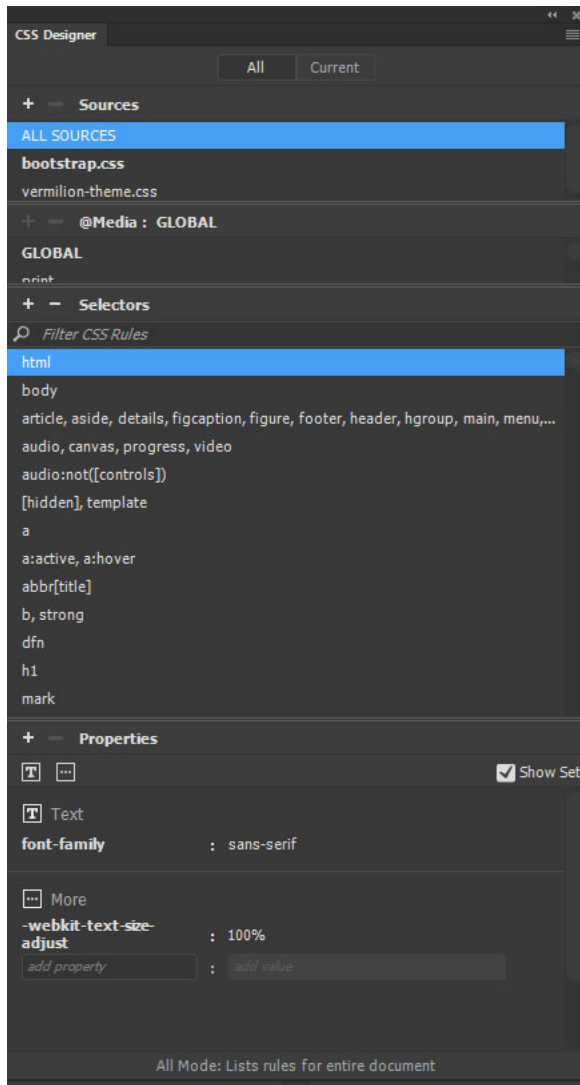 CSS Designer
All Current
+ − Sources
ALL SOURCES
bootstrap.css
vermilion-theme.css
+ − @Media : GLOBAL
GLOBAL
print
+ − Selectors
Filter CSS Rules
html
body
article, aside, details, figcaption, figure, footer, header, hgroup, main, menu,...
audio, canvas, progress, video
audio:not([controls])
[hidden], template
a
a:active, a:hover
abbr[title]
b, strong
dfn
h1
mark
+ − Properties
T Show Set
T Text
font-family : sans-serif
More
-webkit-text-size-
adjust : 100%
add property : add value
All Mode: Lists rules for entire document